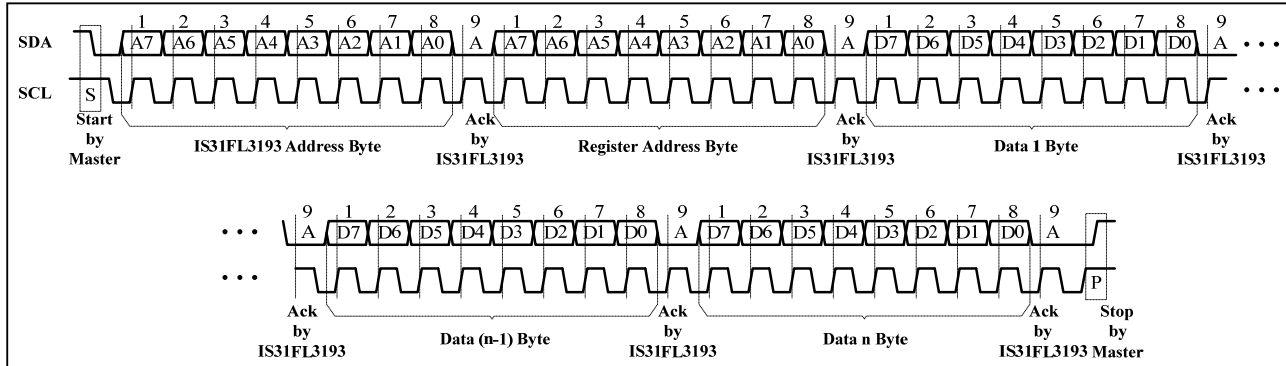 1 2 3 4 5 6 7 8 9 1 2 3 4 5 6 7 8 9 1 2 3 4 5 6 7 8 9
SDA A7 A6 A5 A4 A3 A2 A1 A0 A A7 A6 A5 A4 A3 A2 A1 A0 A D7 D6 D5 D4 D3 D2 D1 D0 A
SCL S
Start by Master
IS31FL3193 Address Byte
Ack by IS31FL3193
Register Address Byte
Ack by IS31FL3193
Data 1 Byte
Ack by IS31FL3193
9 1 2 3 4 5 6 7 8 9 1 2 3 4 5 6 7 8 9
A D7 D6 D5 D4 D3 D2 D1 D0 A D7 D6 D5 D4 D3 D2 D1 D0 A
P
Ack by IS31FL3193
Data (n-1) Byte
Ack by IS31FL3193
Data n Byte
Ack by IS31FL3193
Stop by Master